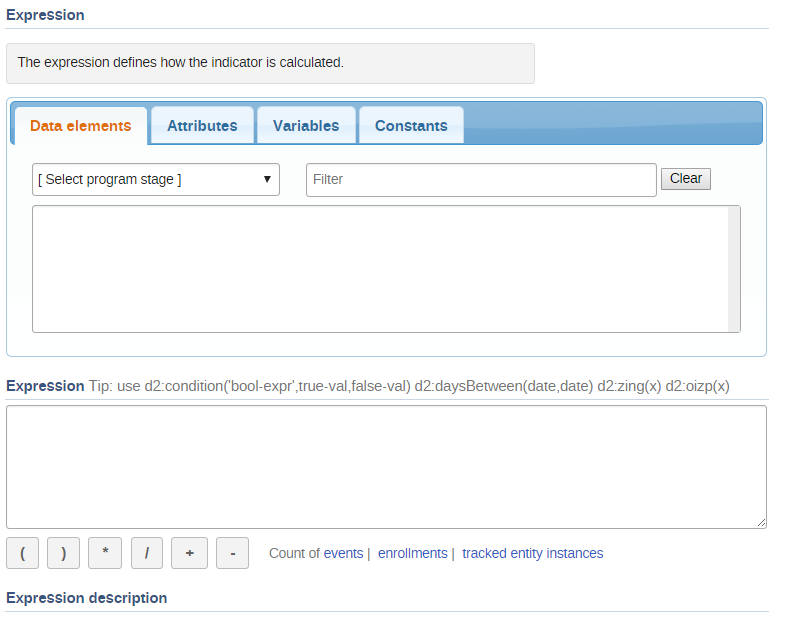 Expression
The expression defines how the indicator is calculated.
Data elements Attributes Variables Constants
[ Select program stage ] Filter Clear
Expression Tip: use d2:condition('bool-expr',true-val,false-val) d2:daysBetween(date,date) d2:zing(x) d2:oizp(x)
( ) * / + - Count of events | enrollments | tracked entity instances
Expression description